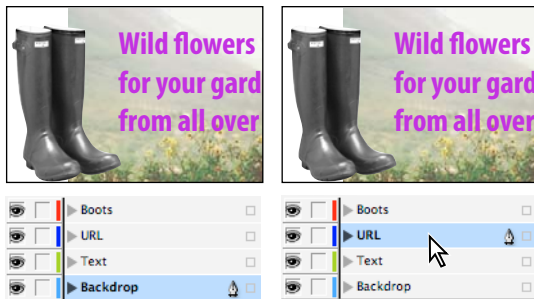 Wild flowers
for your gard
from all over
Wild flowers
for your gard
from all over
Boots
URL
Text
Backdrop
Boots
URL
Text
Backdrop